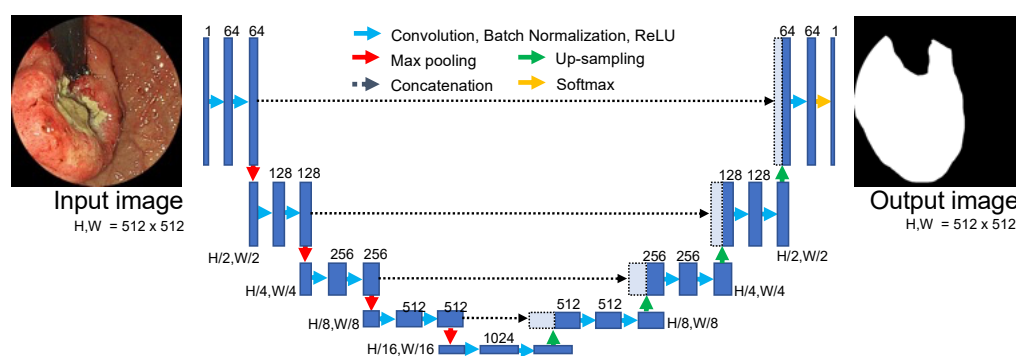 1 64 64
Convolution, Batch Normalization, ReLU
Max pooling
Up-sampling
Concatenation
Softmax
64 64 1
128 128
128 128
Input image
H,W = 512 x 512
Output image
H,W = 512 x 512
H/2,W/2
H/2,W/2
256 256
256 256
H/4,W/4
H/4,W/4
512 512
512 512
H/8,W/8
H/8,W/8
1024
H/16,W/16